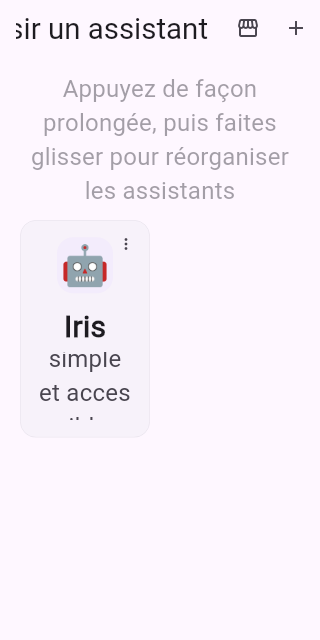 sir un assistant
Appuyez de façon
prolongée, puis faites
glisser pour réorganiser
les assistants
Iris
simple
et acces